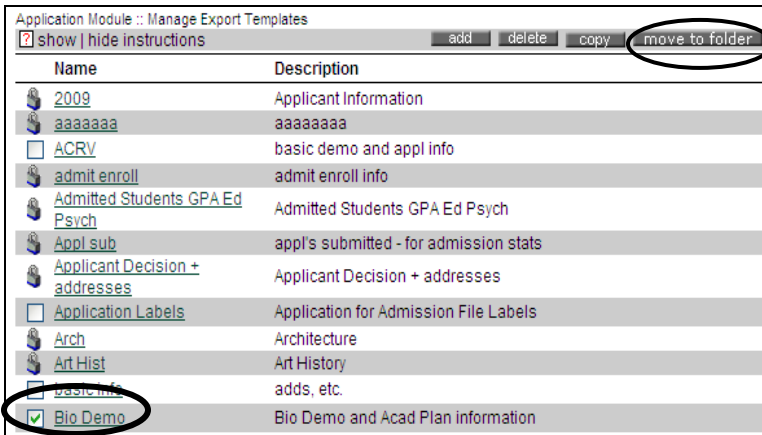 Application Module :: Manage Export Templates
? show | hide instructions add delete copy move to folder
Name Description
2009 Applicant Information
aaaaaaa aaaaaaaa
ACRV basic demo and appl info
admit enroll admit enroll info
Admitted Students GPA Ed
Psych Admitted Students GPA Ed Psych
Appl sub appl's submitted - for admission stats
Applicant Decision +
addresses Applicant Decision + addresses
Application Labels Application for Admission File Labels
Arch Architecture
Art Hist Art History
basic info adds, etc.
Bio Demo Bio Demo and Acad Plan information